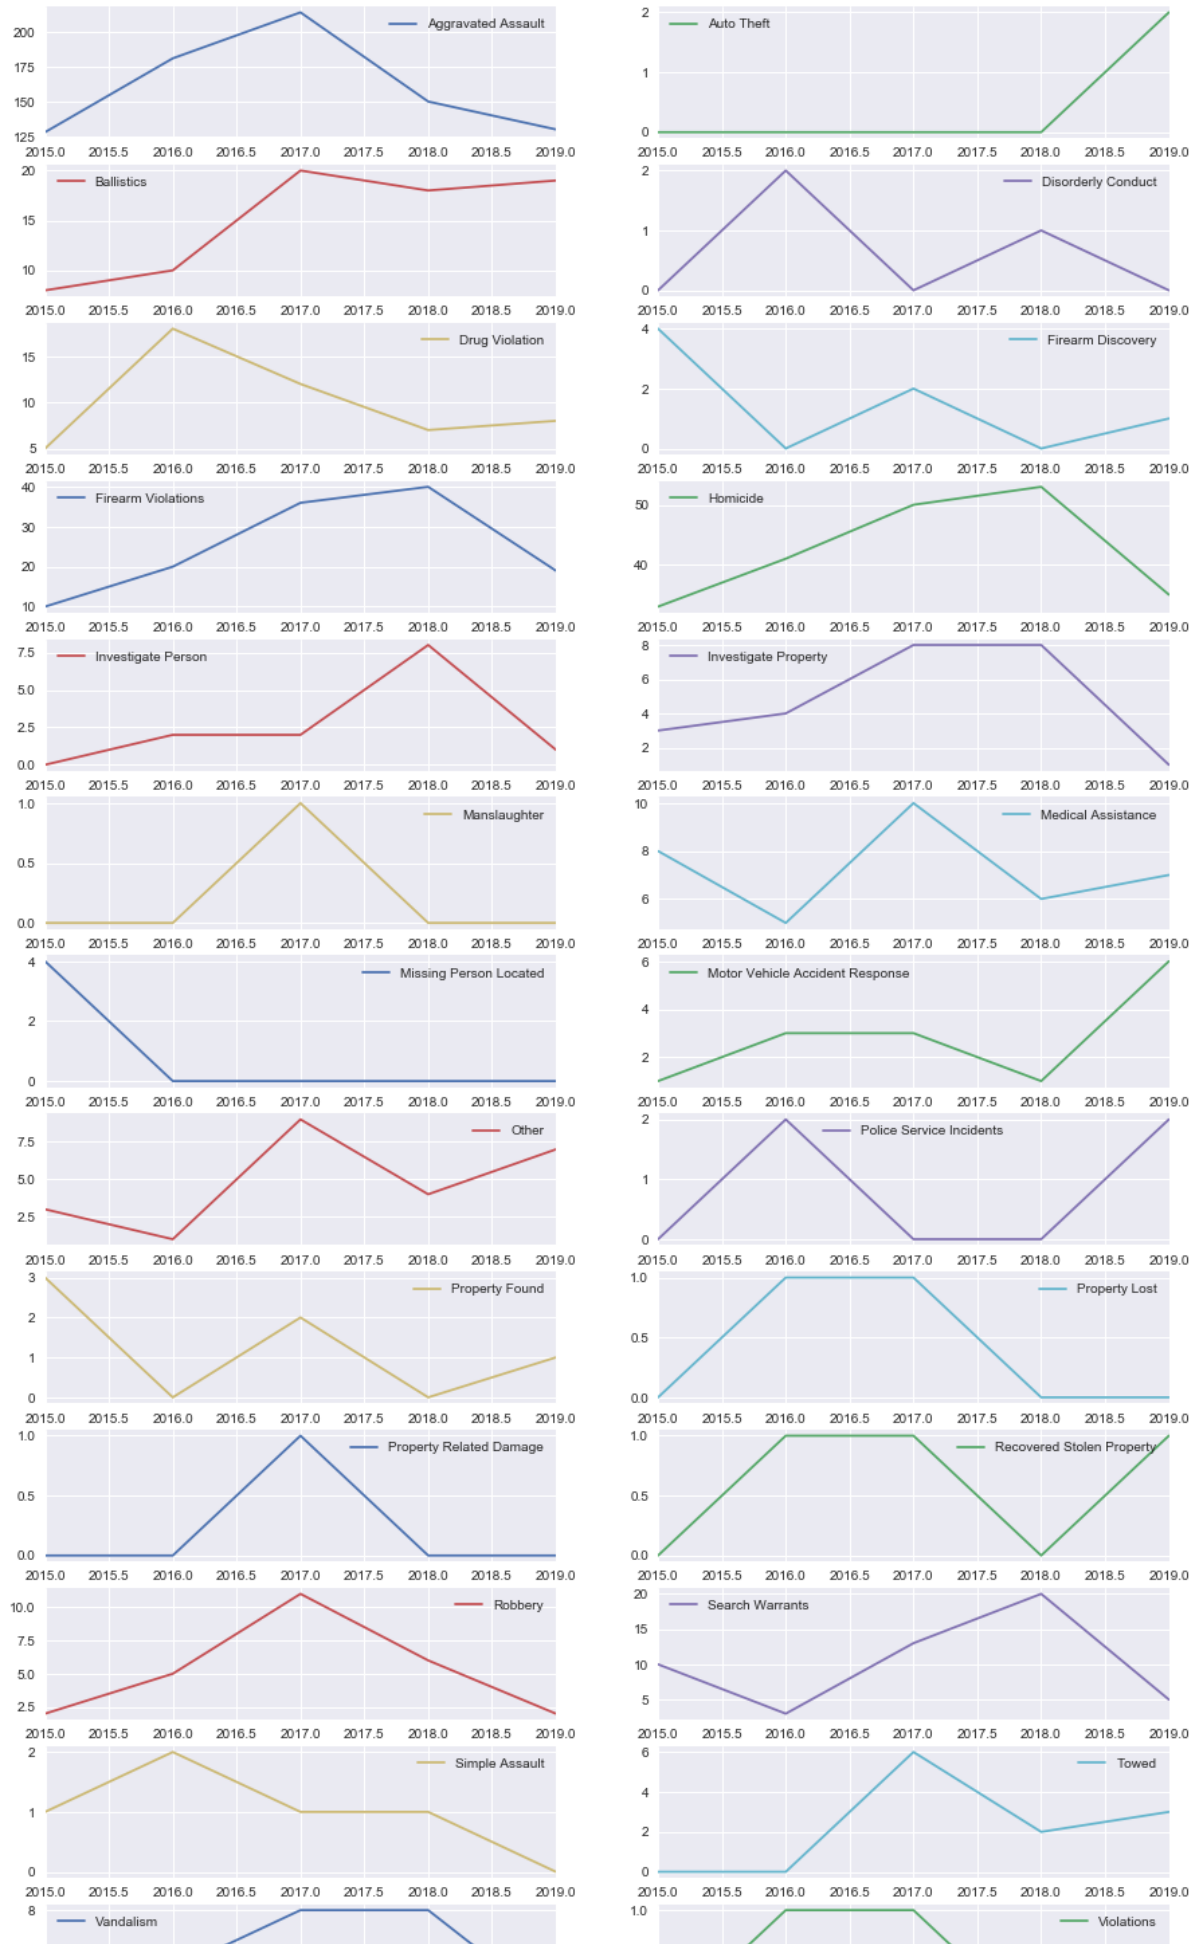 Aggravated Assault
200
175
150
125
2015.0 2015.5 2016.0 2016.5 2017.0 2017.5 2018.0 2018.5 2019.0
Auto Theft
2
1
0
2015.0 2015.5 2016.0 2016.5 2017.0 2017.5 2018.0 2018.5 2019.0
Ballistics
20
15
10
2015.0 2015.5 2016.0 2016.5 2017.0 2017.5 2018.0 2018.5 2019.0
Disorderly Conduct
2
1
0
2015.0 2015.5 2016.0 2016.5 2017.0 2017.5 2018.0 2018.5 2019.0
Drug Violation
15
10
5
2015.0 2015.5 2016.0 2016.5 2017.0 2017.5 2018.0 2018.5 2019.0
Firearm Discovery
4
2
0
2015.0 2015.5 2016.0 2016.5 2017.0 2017.5 2018.0 2018.5 2019.0
Firearm Violations
40
30
20
10
2015.0 2015.5 2016.0 2016.5 2017.0 2017.5 2018.0 2018.5 2019.0
Homicide
50
40
2015.0 2015.5 2016.0 2016.5 2017.0 2017.5 2018.0 2018.5 2019.0
Investigate Person
7.5
5.0
2.5
0.0
2015.0 2015.5 2016.0 2016.5 2017.0 2017.5 2018.0 2018.5 2019.0
Investigate Property
8
6
4
2
2015.0 2015.5 2016.0 2016.5 2017.0 2017.5 2018.0 2018.5 2019.0
Manslaughter
1.0
0.5
0.0
2015.0 2015.5 2016.0 2016.5 2017.0 2017.5 2018.0 2018.5 2019.0
Medical Assistance
10
8
6
2015.0 2015.5 2016.0 2016.5 2017.0 2017.5 2018.0 2018.5 2019.0
Missing Person Located
4
2
0
2015.0 2015.5 2016.0 2016.5 2017.0 2017.5 2018.0 2018.5 2019.0
Motor Vehicle Accident Response
6
4
2
2015.0 2015.5 2016.0 2016.5 2017.0 2017.5 2018.0 2018.5 2019.0
Other
7.5
5.0
2.5
2015.0 2015.5 2016.0 2016.5 2017.0 2017.5 2018.0 2018.5 2019.0
Police Service Incidents
2
1
0
2015.0 2015.5 2016.0 2016.5 2017.0 2017.5 2018.0 2018.5 2019.0
Property Found
3
2
1
0
2015.0 2015.5 2016.0 2016.5 2017.0 2017.5 2018.0 2018.5 2019.0
Property Lost
1.0
0.5
0.0
2015.0 2015.5 2016.0 2016.5 2017.0 2017.5 2018.0 2018.5 2019.0
Property Related Damage
1.0
0.5
0.0
2015.0 2015.5 2016.0 2016.5 2017.0 2017.5 2018.0 2018.5 2019.0
Recovered Stolen Property
1.0
0.5
0.0
2015.0 2015.5 2016.0 2016.5 2017.0 2017.5 2018.0 2018.5 2019.0
Robbery
10.0
7.5
5.0
2.5
2015.0 2015.5 2016.0 2016.5 2017.0 2017.5 2018.0 2018.5 2019.0
Search Warrants
20
15
10
5
2015.0 2015.5 2016.0 2016.5 2017.0 2017.5 2018.0 2018.5 2019.0
Simple Assault
2
1
0
2015.0 2015.5 2016.0 2016.5 2017.0 2017.5 2018.0 2018.5 2019.0
Towed
6
4
2
0
2015.0 2015.5 2016.0 2016.5 2017.0 2017.5 2018.0 2018.5 2019.0
Vandalism
8
Violations
1.0